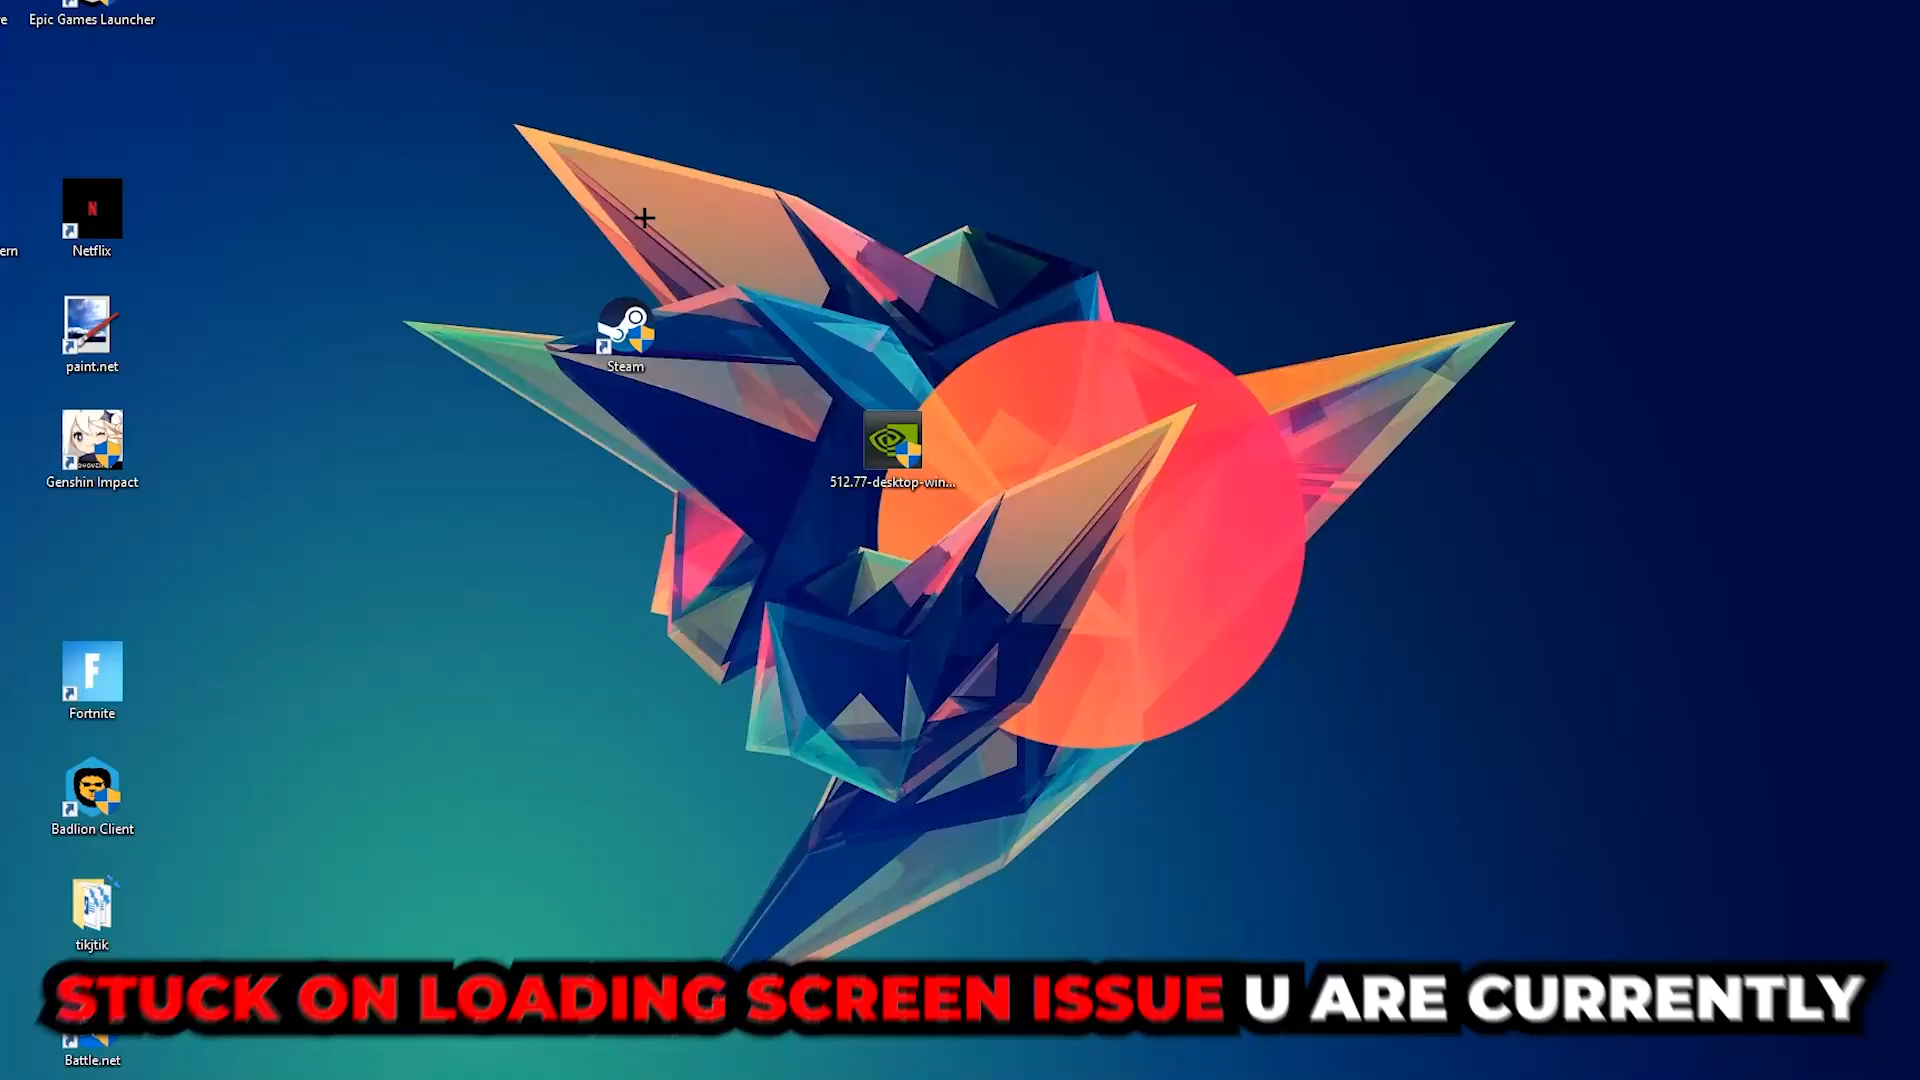 Epic Games Launcher
Netflix
ern
paint.net
Steam
Genshin Impact
512.77-desktop-win...
Fortnite
Badlion Client
tikjtik
STUCK ON LOADING SCREEN ISSUE U ARE CURRENTLY
Battle.net